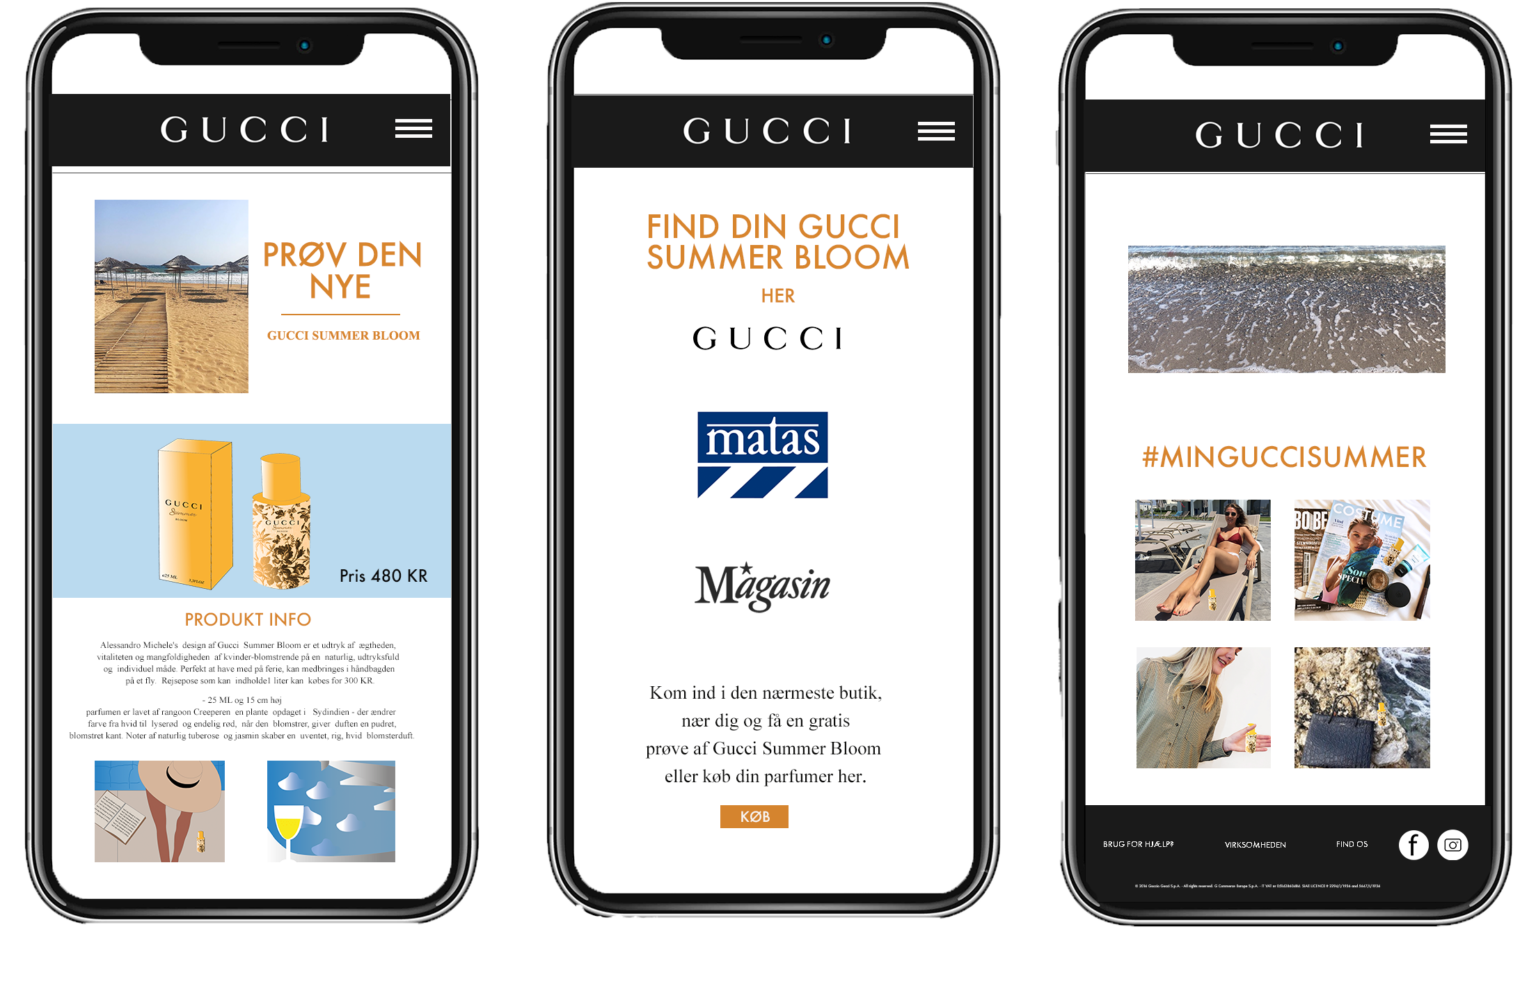 GUCCI
PRØV DEN
NYE
GUCCI SUMMER BLOOM
GUCCI
Summer
BLOOM
GUCCI
Summer
Pris 480 KR
PRODUKT INFO
Alessandro Michele's design af Gucci Summer Bloom er et udtryk af ægtheden,
vitaliteten og mangfoldigheden af kvinder-blomstrende på en naturlig, udtryksfuld
og individuel måde. Perfekt at have med på ferie, kan medbringes i håndbagden
på et fly. Rejsepose som kan indholde1 liter kan købes for 300 KR.
- 25 ML og 15 cm høj
parfumen er lavet af rangoon Creeperen en plante opdaget i Sydindien - der ændrer
farve fra hvid til lyserød og endelig rød, når den blomstrer, giver duften en pudret,
blomstret kant. Noter af naturlig tuberose og jasmin skaber en uventet, rig, hvid blomsterduft.
GUCCI
FIND DIN GUCCI
SUMMER BLOOM
HER
GUCCI
matas
Magasin
Kom ind i den nærmeste butik,
nær dig og få en gratis
prøve af Gucci Summer Bloom
eller køb din parfumer her.
KØB
GUCCI
#MINGUCCISUMMER
BO BE
COSTUME
BRUG FOR HJÆLP?
VIRKSOMHEDEN
FIND OS